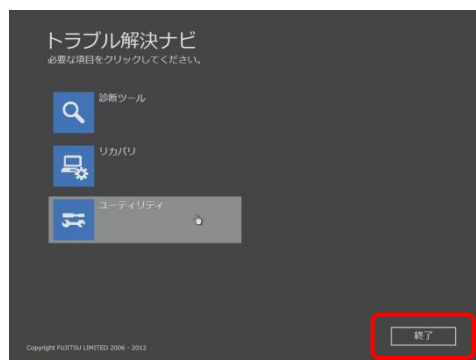 トラブル解決ナビ
必要な項目をクリックしてください。
診断ツール
リカバリ
ユーティリティ
終了
Copyright FUJITSU LIMITED 2006 - 2012